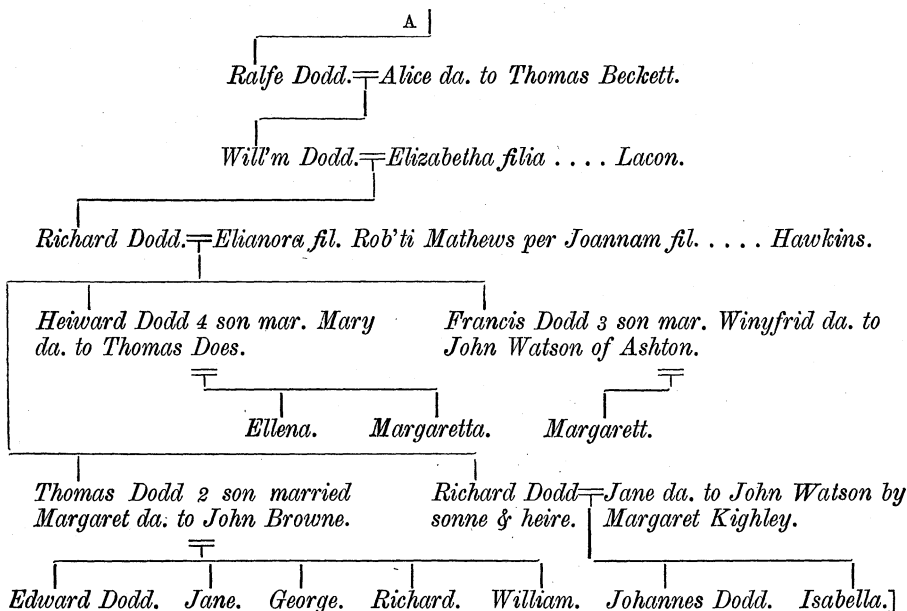 A
Ralfe Dodd.=Alice da. to Thomas Beckett.
Will'm Dodd.=Elizabetha filia .... Lacon.
Richard Dodd.=Elianora fil. Rob'ti Mathews per Joannam fil. .... Hawkins.
Heiward Dodd 4 son mar. Mary
da. to Thomas Does.
Francis Dodd 3 son mar. Winyfrid da. to
John Watson of Ashton.
Ellena. Margaretta. Margarett.
Thomas Dodd 2 son married
Margaret da. to John Browne.
Richard Dodd=Jane da. to John Watson by
sonne & heire. Margaret Kighley.
Edward Dodd. Jane. George. Richard. William. Johannes Dodd. Isabella.]